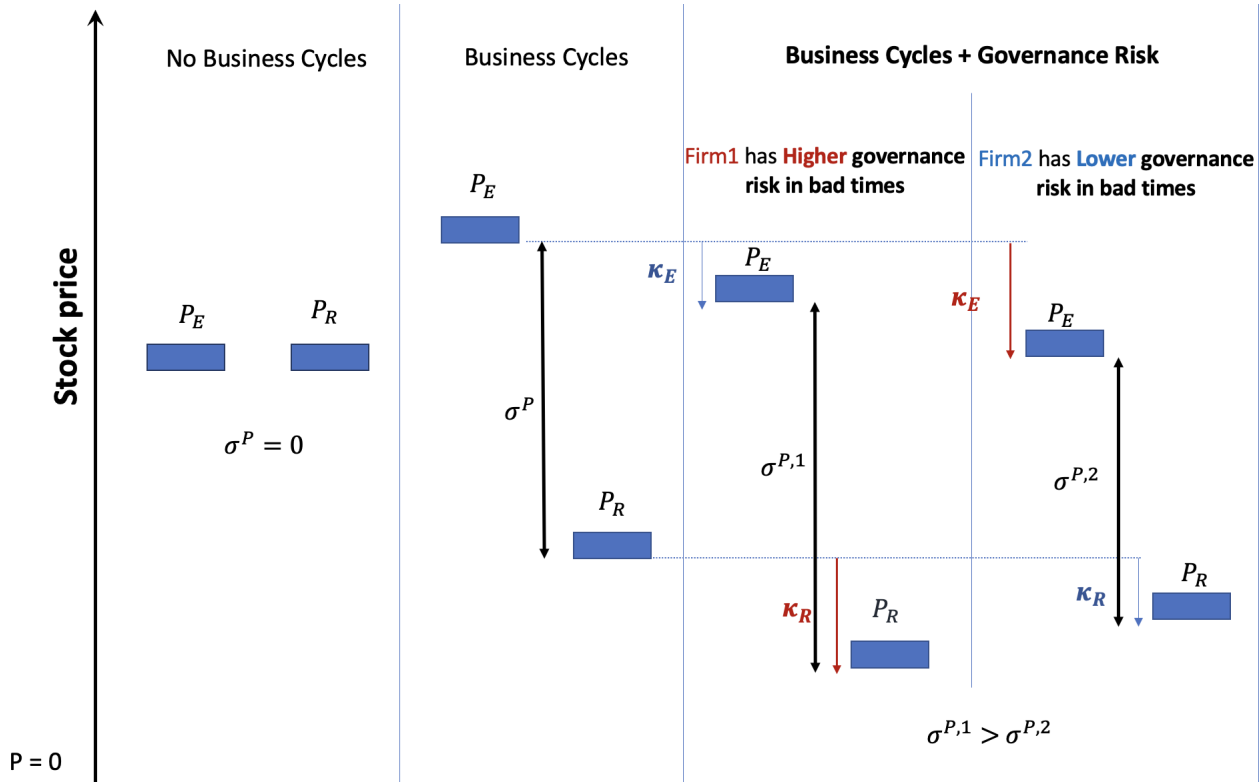 No Business Cycles
Business Cycles
Business Cycles + Governance Risk
Firm1 has Higher governance
risk in bad times
Firm2 has Lower governance
risk in bad times
Stock price
P_E
P_R
σ^P = 0
P_E
σ^P
P_R
κ_E
P_E
σ^{P,1}
κ_R
P_R
κ_E
P_E
σ^{P,2}
κ_R
P_R
σ^{P,1} > σ^{P,2}
P = 0